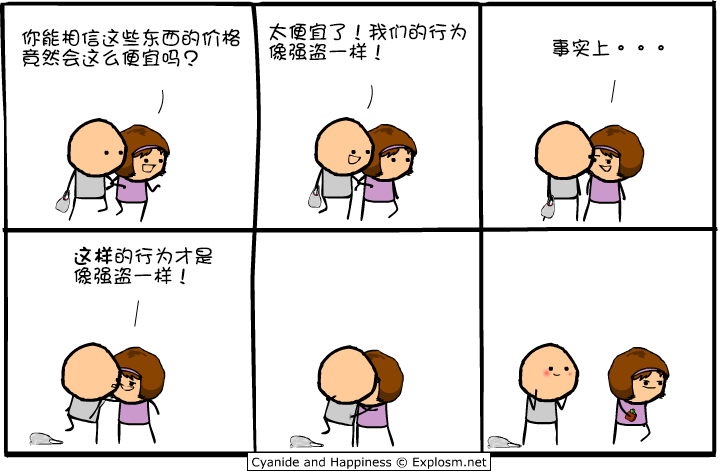 你能相信这些东西的价格
竟然会这么便宜吗？
太便宜了！我们的行为
像强盗一样！
事实上。。。
这样的行为才是
像强盗一样！
Cyanide and Happiness © Explosm.net